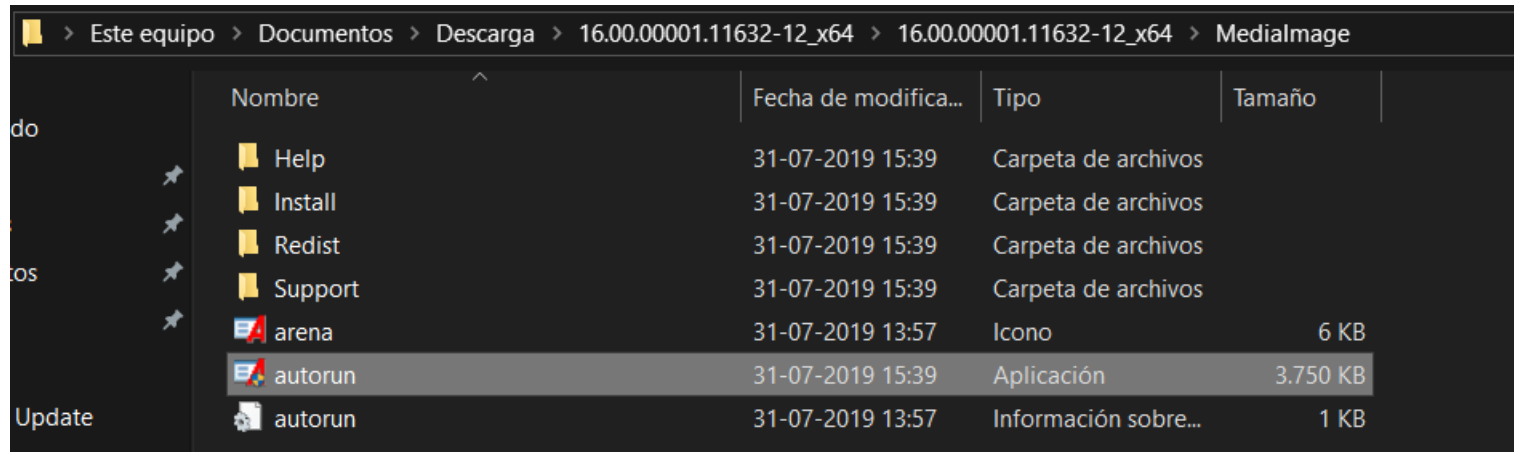 Este equipo > Documentos > Descarga > 16.00.00001.11632-12_x64 > 16.00.00001.11632-12_x64 > MediaImage
Nombre Fecha de modifica... Tipo Tamaño
do
Help 31-07-2019 15:39 Carpeta de archivos
Install 31-07-2019 15:39 Carpeta de archivos
Redist 31-07-2019 15:39 Carpeta de archivos
tos
Support 31-07-2019 15:39 Carpeta de archivos
arena 31-07-2019 13:57 Icono 6 KB
autorun 31-07-2019 15:39 Aplicación 3.750 KB
Update autorun 31-07-2019 13:57 Información sobre... 1 KB